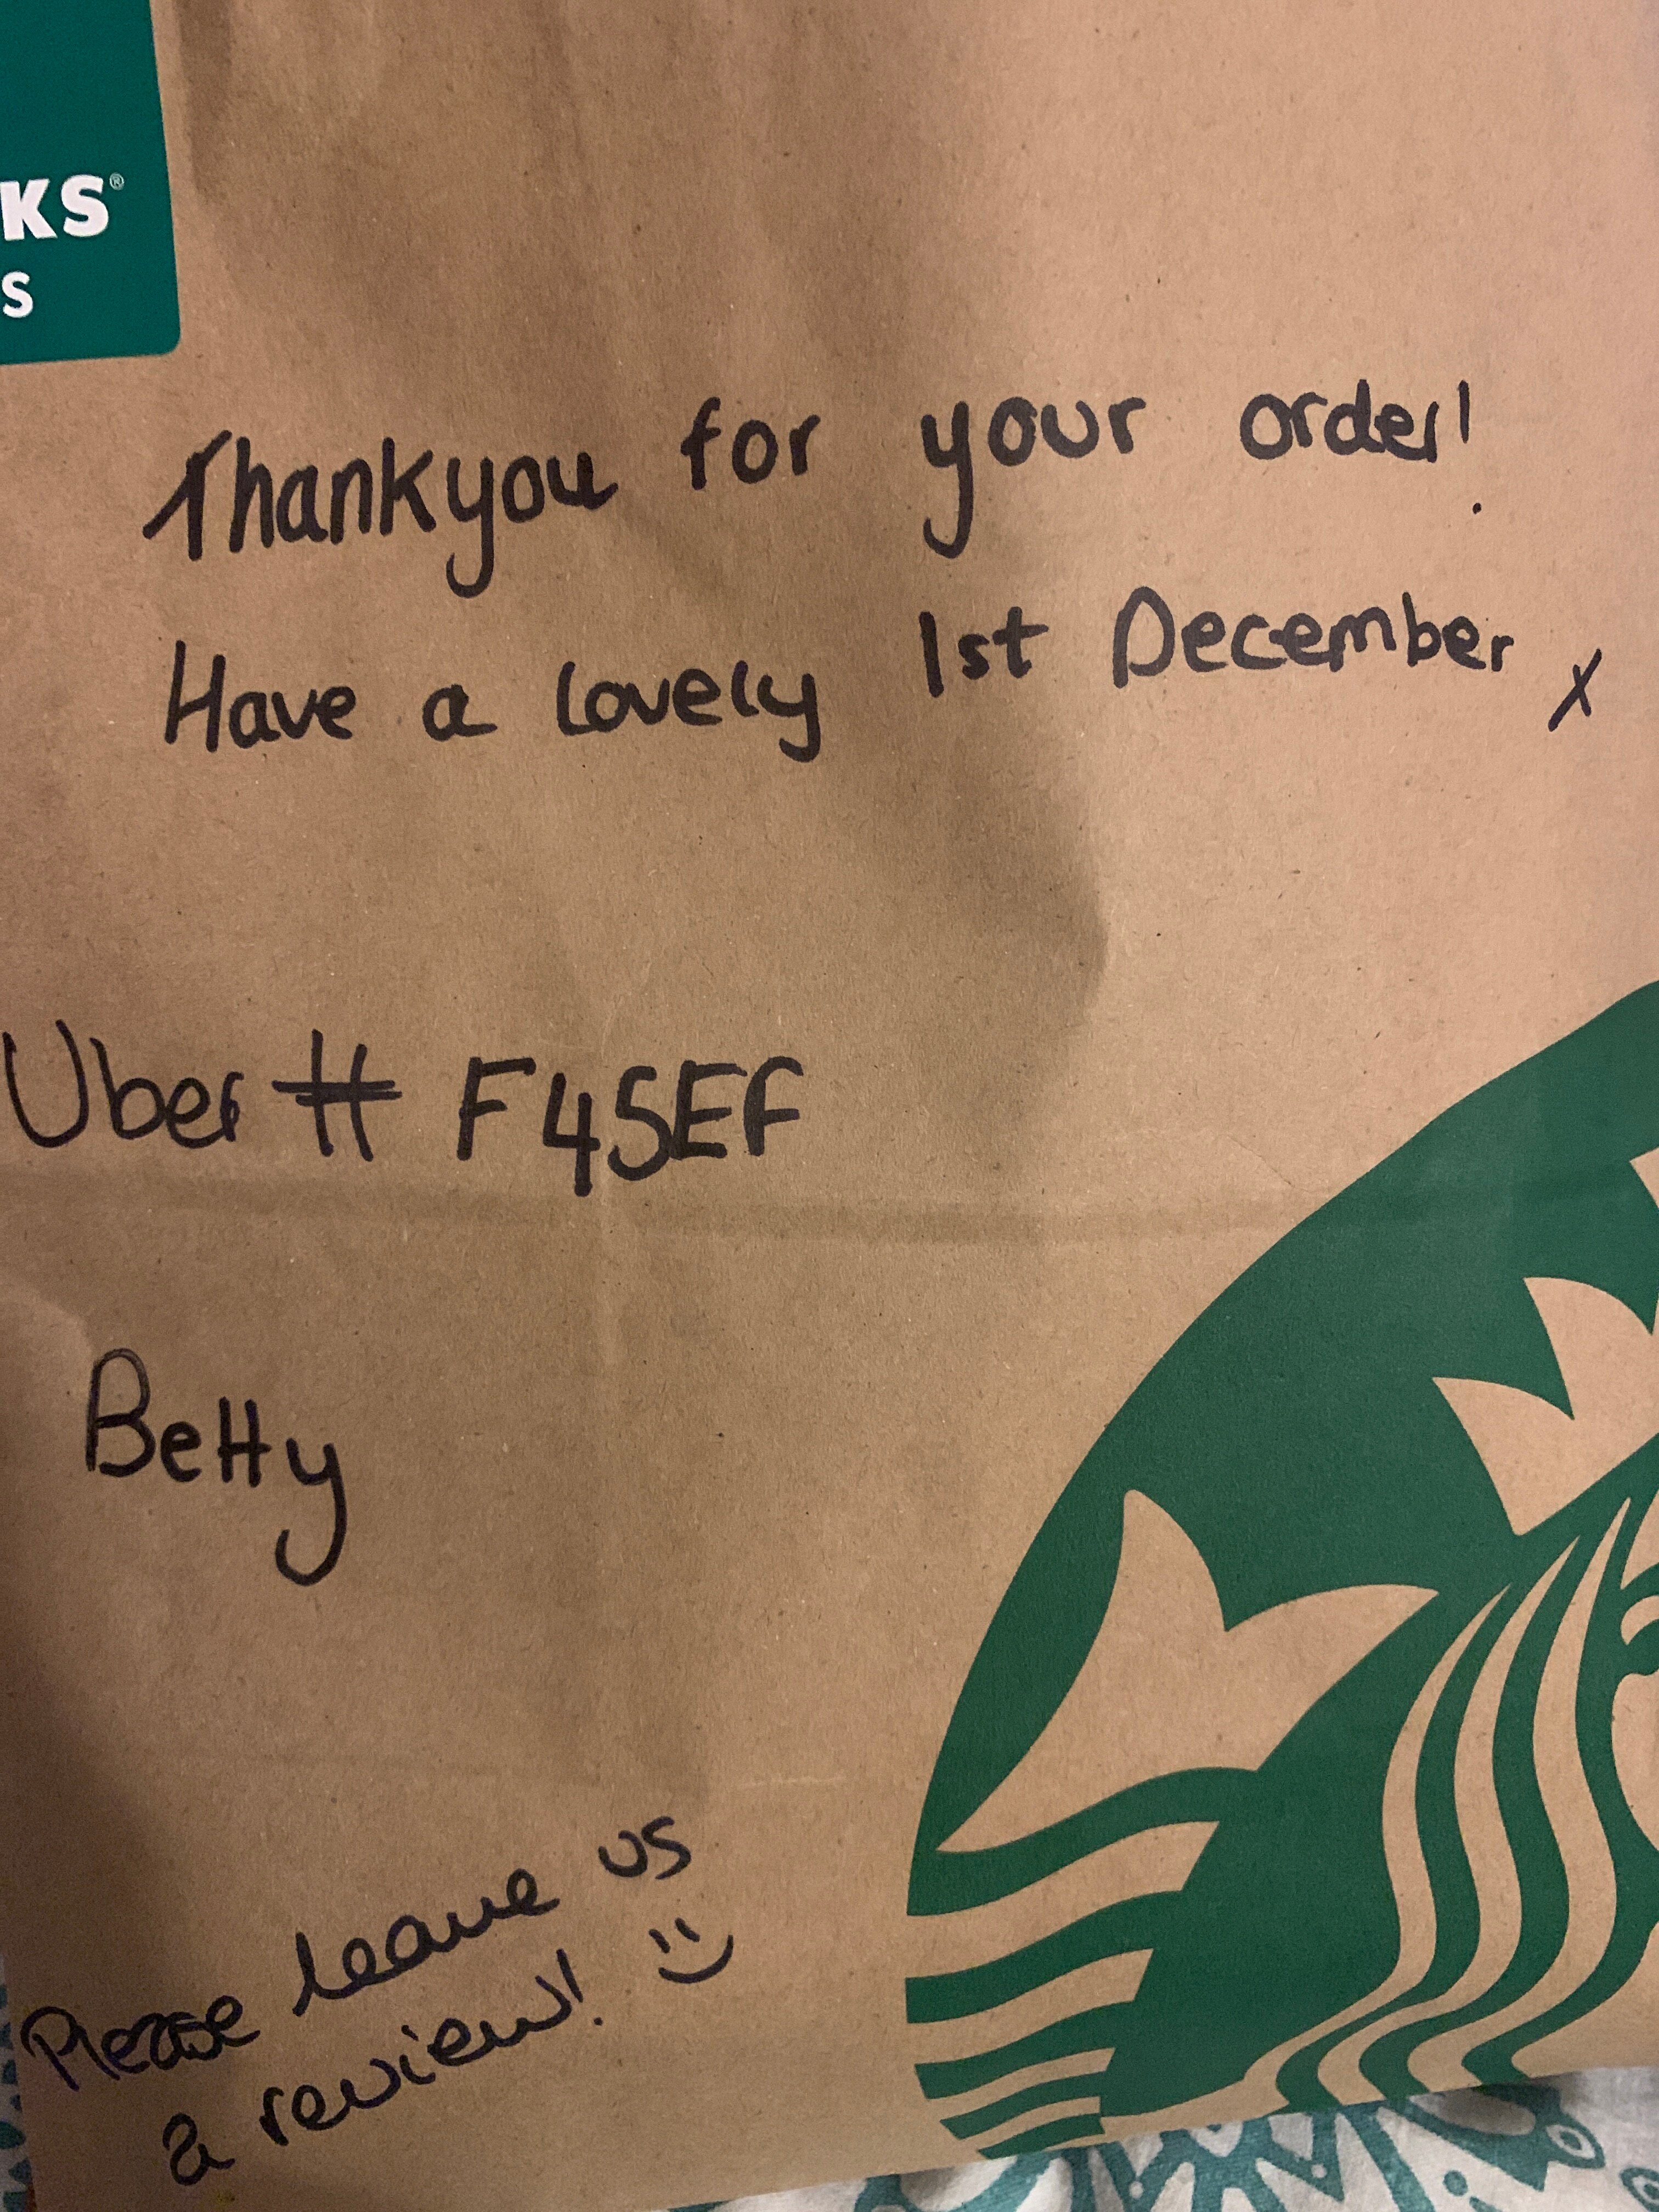 KS®
S
Thankyou for your order!
Have a lovely 1st December x
Uber # F45EF
Betty
Please leave us
a review! :)